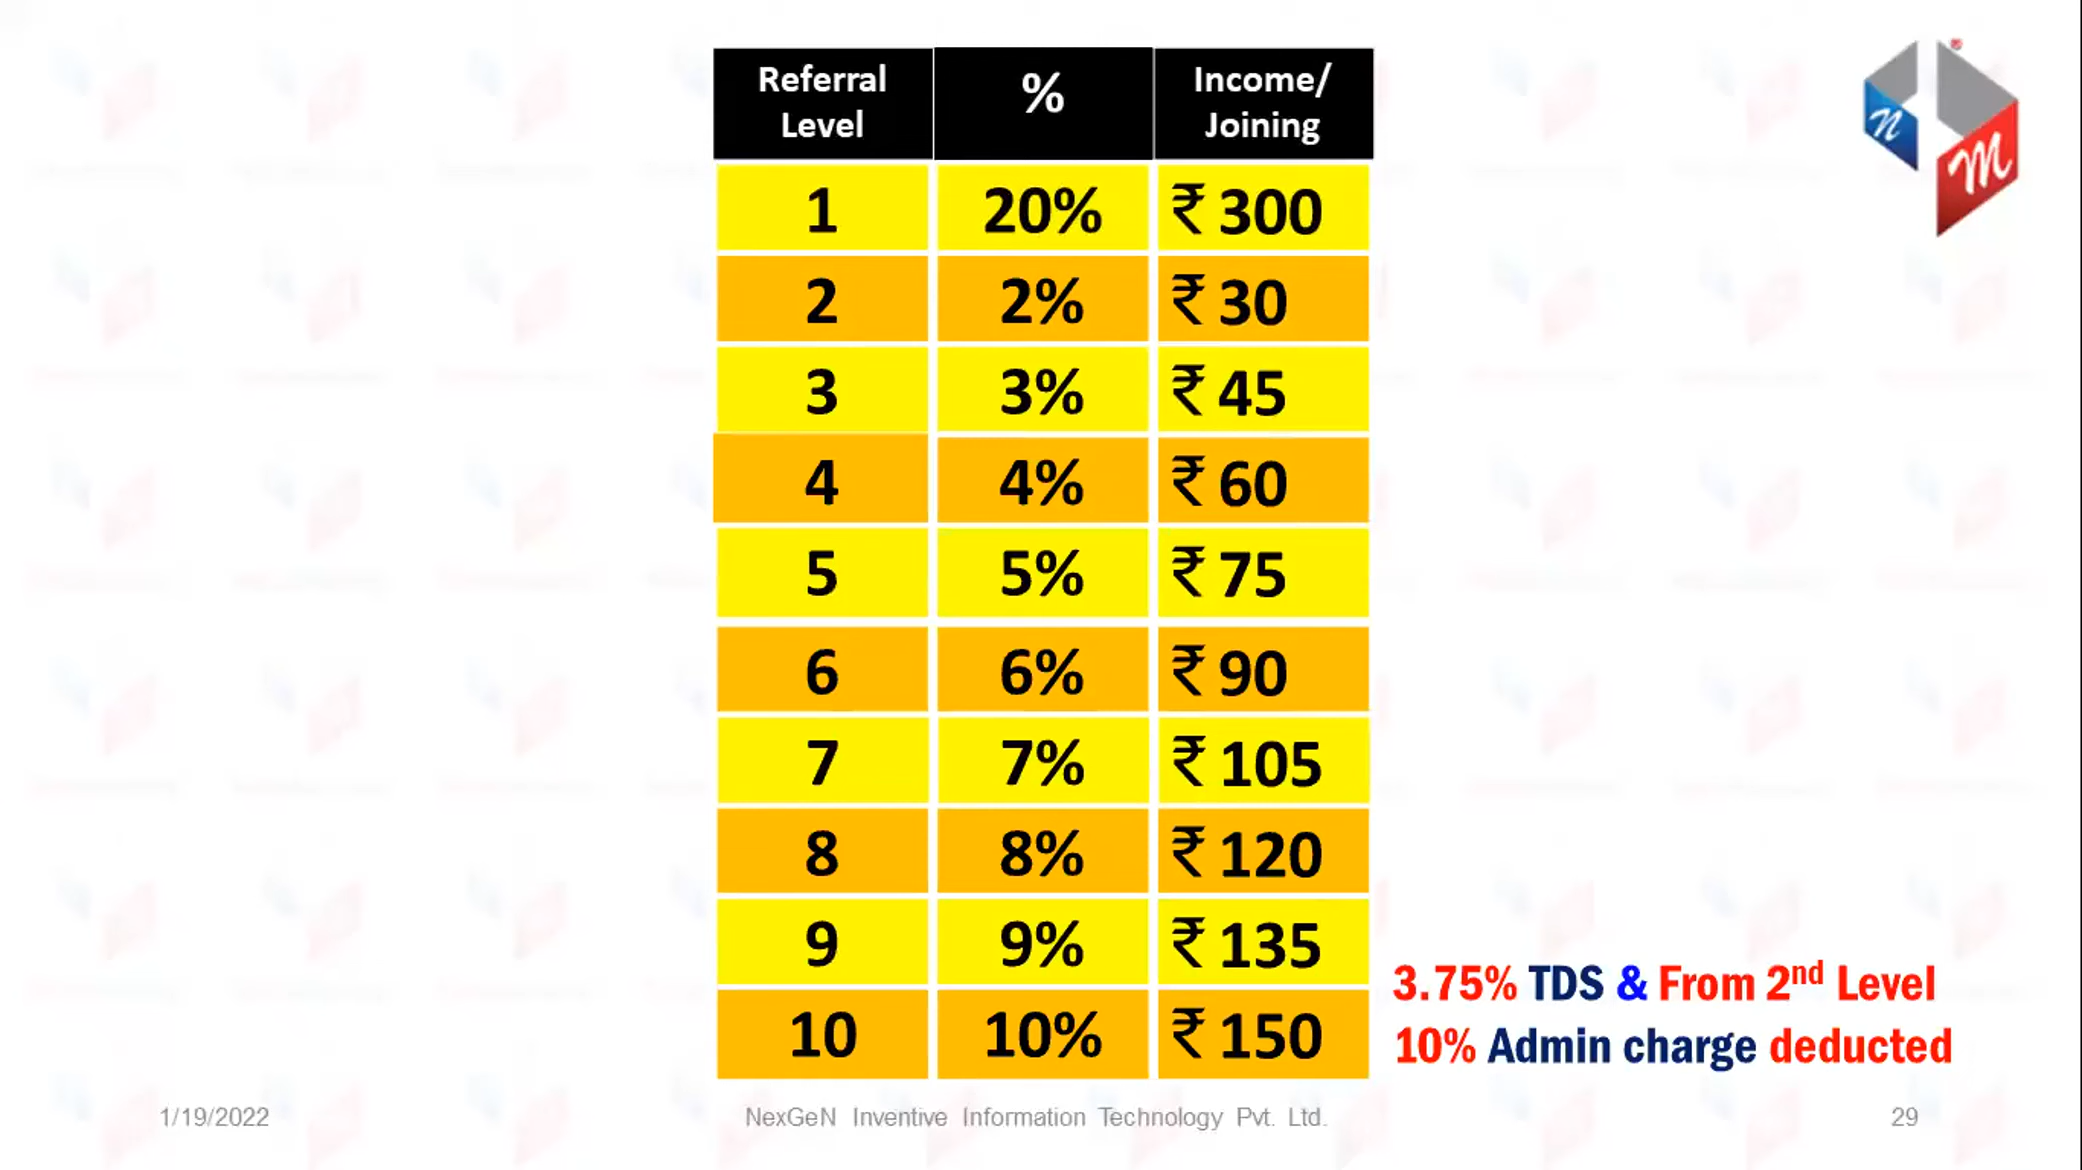 Referral Level % Income/ Joining
1 20% ₹ 300
2 2% ₹ 30
3 3% ₹ 45
4 4% ₹ 60
5 5% ₹ 75
6 6% ₹ 90
7 7% ₹ 105
8 8% ₹ 120
9 9% ₹ 135
10 10% ₹ 150
3.75% TDS & From 2nd Level
10% Admin charge deducted
n m ®
1/19/2022 NexGeN Inventive Information Technology Pvt. Ltd. 29